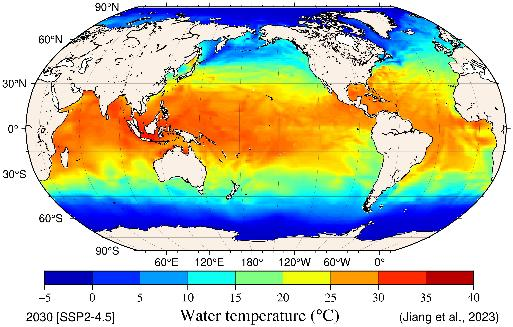 90°N
60°N
30°N
0°
30°S
60°S
90°S
60°E 120°E 180° 120°W 60°W 0°
−5 0 5 10 15 20 25 30 35 40
2030 [SSP2-4.5] Water temperature (°C) (Jiang et al., 2023)